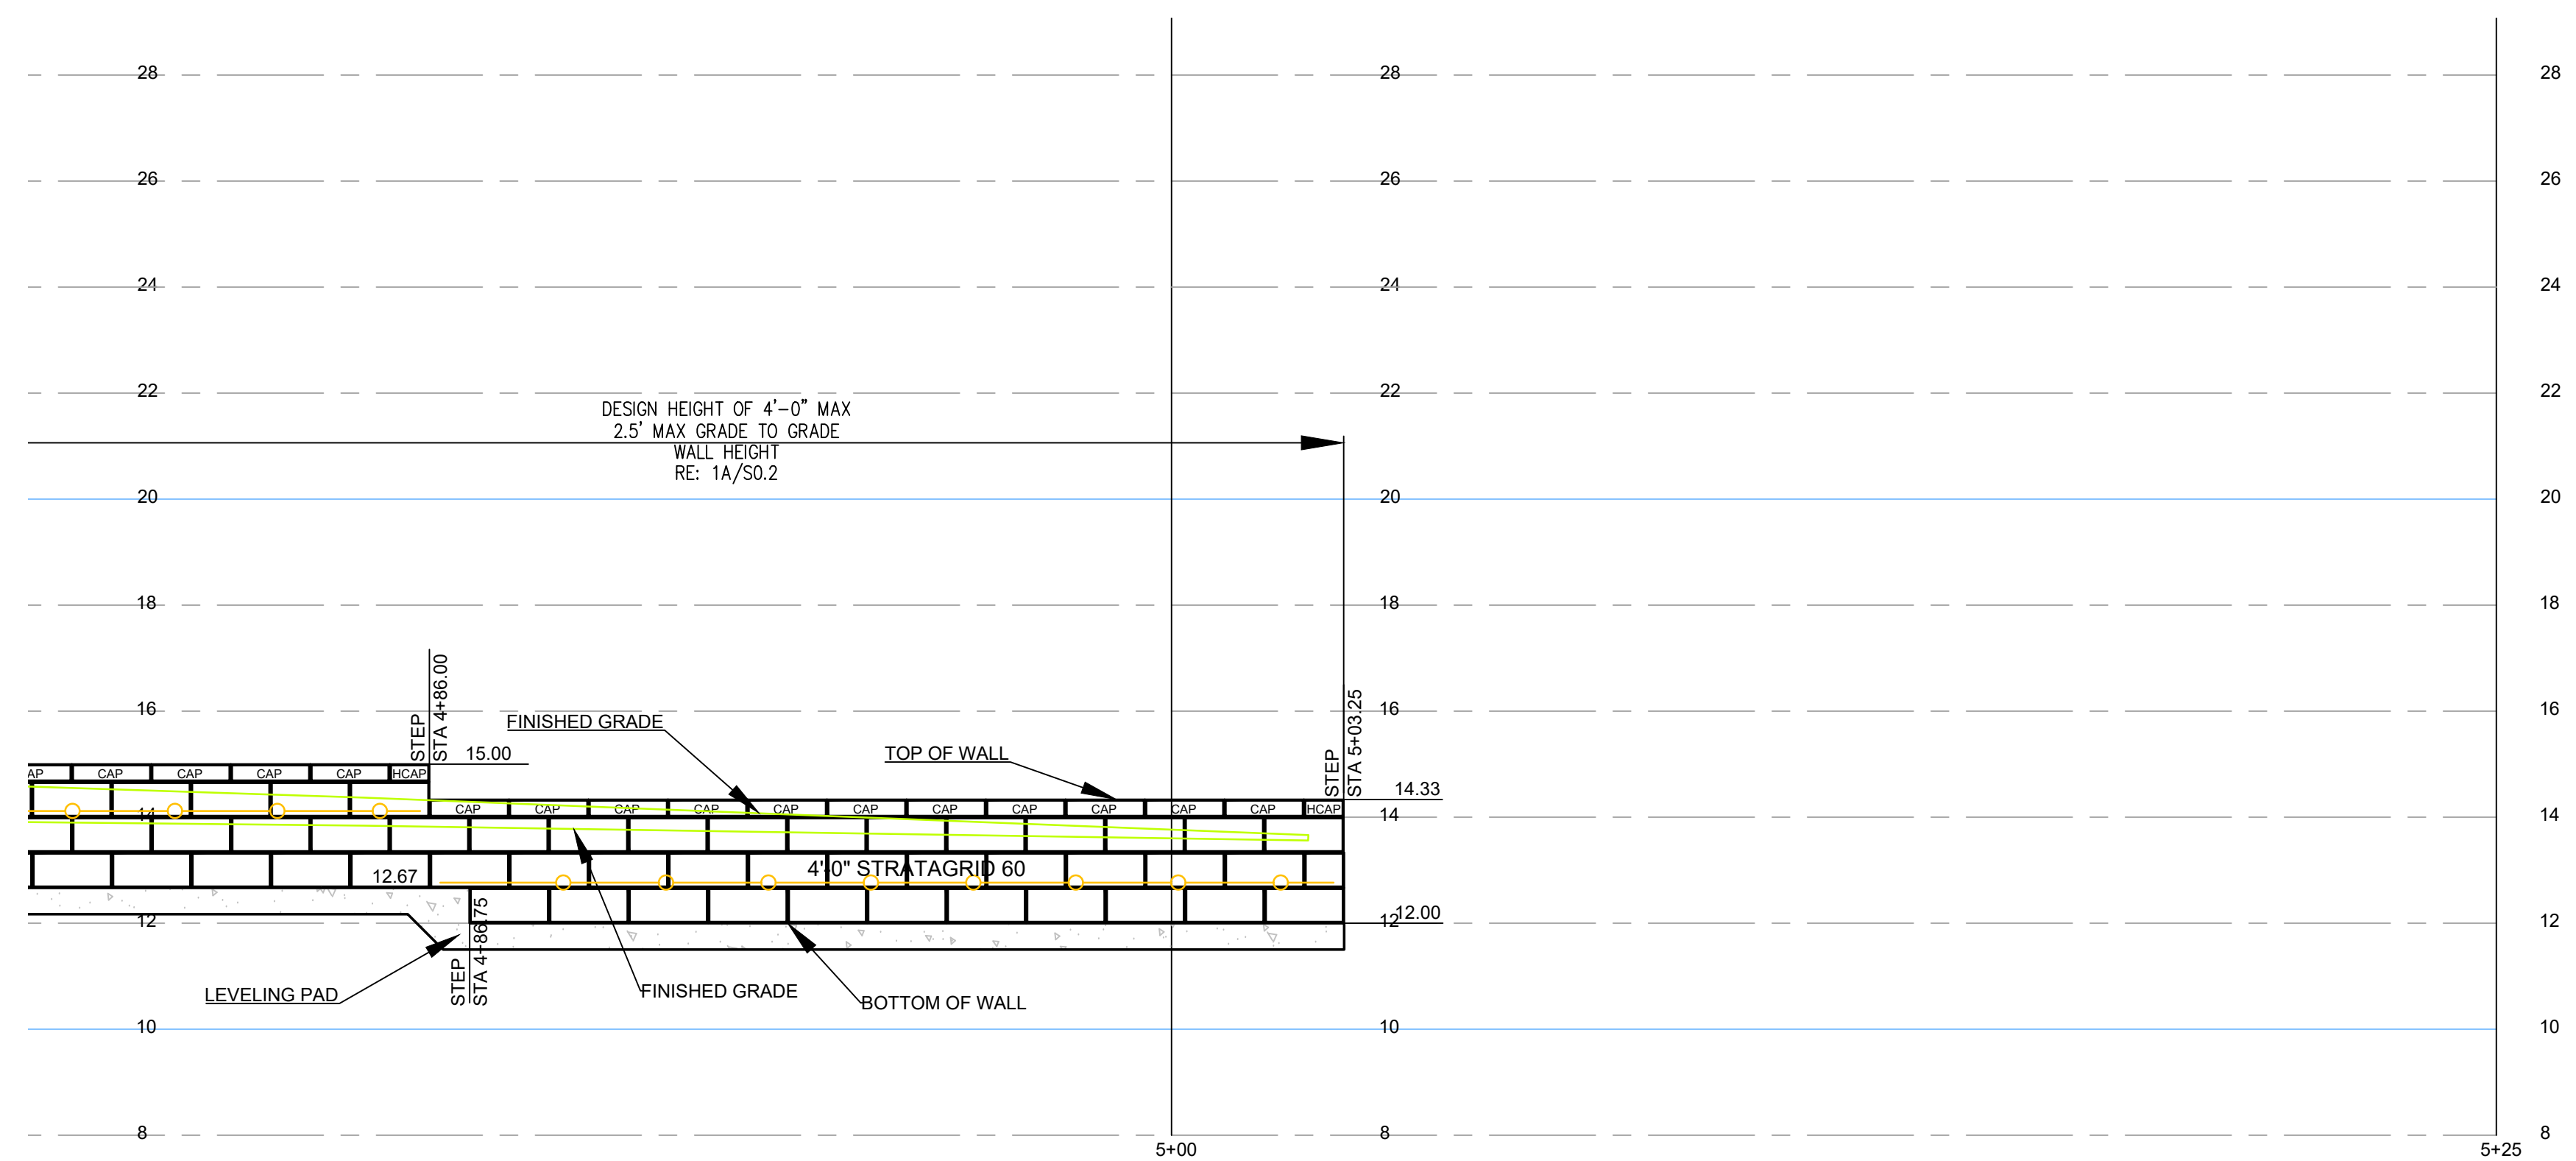 28 28 28
26 26 26
24 24 24
22 22 22
DESIGN HEIGHT OF 4'-0" MAX
2.5' MAX GRADE TO GRADE
WALL HEIGHT
RE: 1A/S0.2
20 20 20
18 18 18
16 16 16
STEP
STA 4+86.00
15.00
FINISHED GRADE
TOP OF WALL
STEP
STA 5+03.25
14.33
AP CAP CAP CAP CAP HCAP
CAP CAP CAP CAP CAP CAP CAP CAP CAP CAP CAP HCAP
14 14 14
4'-0" STRATAGRID 60
12.67
12 12 12
12.00
STEP
STA 4+86.75
LEVELING PAD
FINISHED GRADE
BOTTOM OF WALL
10 10 10
8 8 8
5+00 5+25